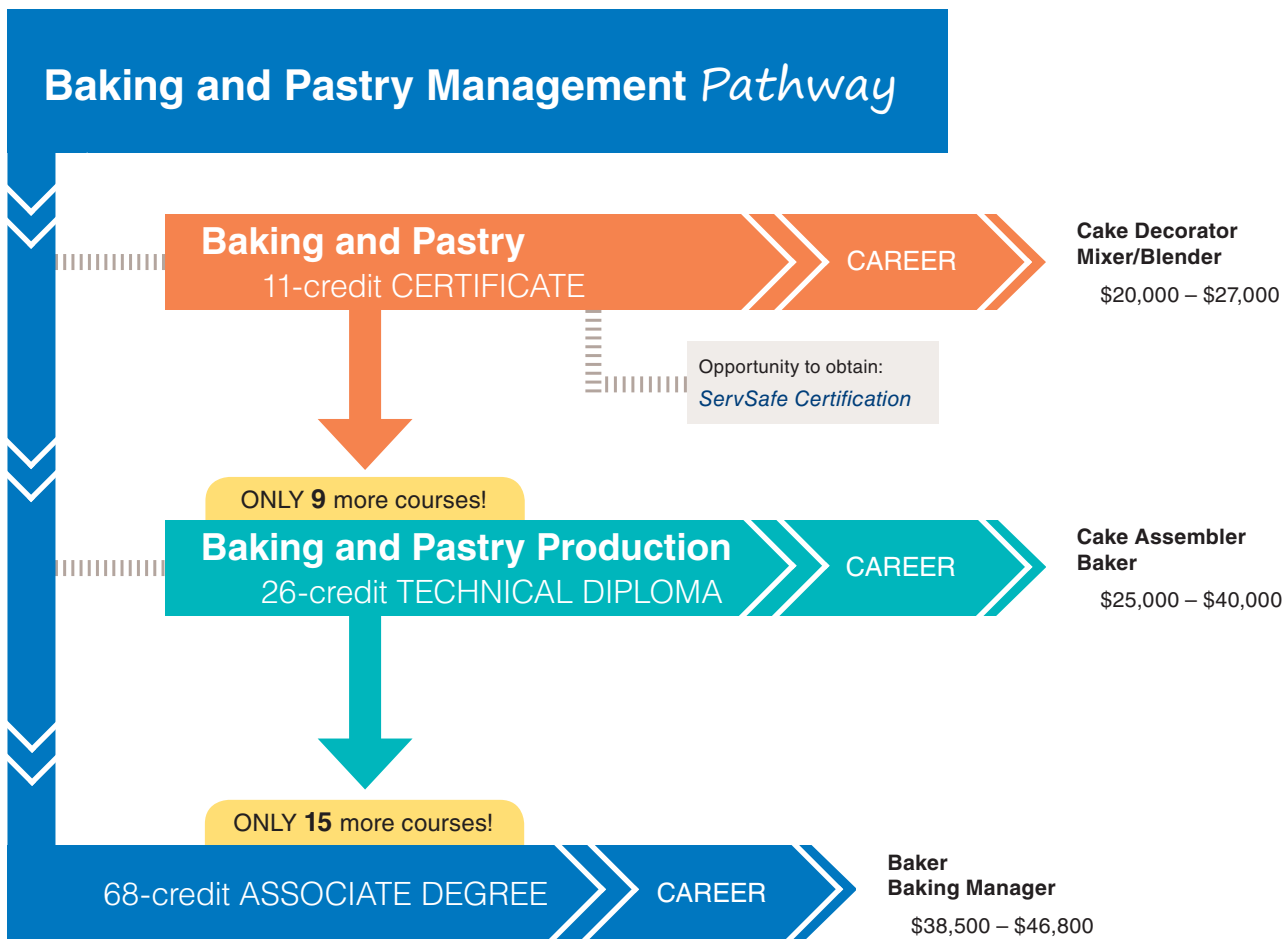 Baking and Pastry Management Pathway
Baking and Pastry
11-credit CERTIFICATE
CAREER
Cake Decorator
Mixer/Blender
$20,000 – $27,000
Opportunity to obtain:
ServSafe Certification
ONLY 9 more courses!
Baking and Pastry Production
26-credit TECHNICAL DIPLOMA
CAREER
Cake Assembler
Baker
$25,000 – $40,000
ONLY 15 more courses!
68-credit ASSOCIATE DEGREE
CAREER
Baker
Baking Manager
$38,500 – $46,800